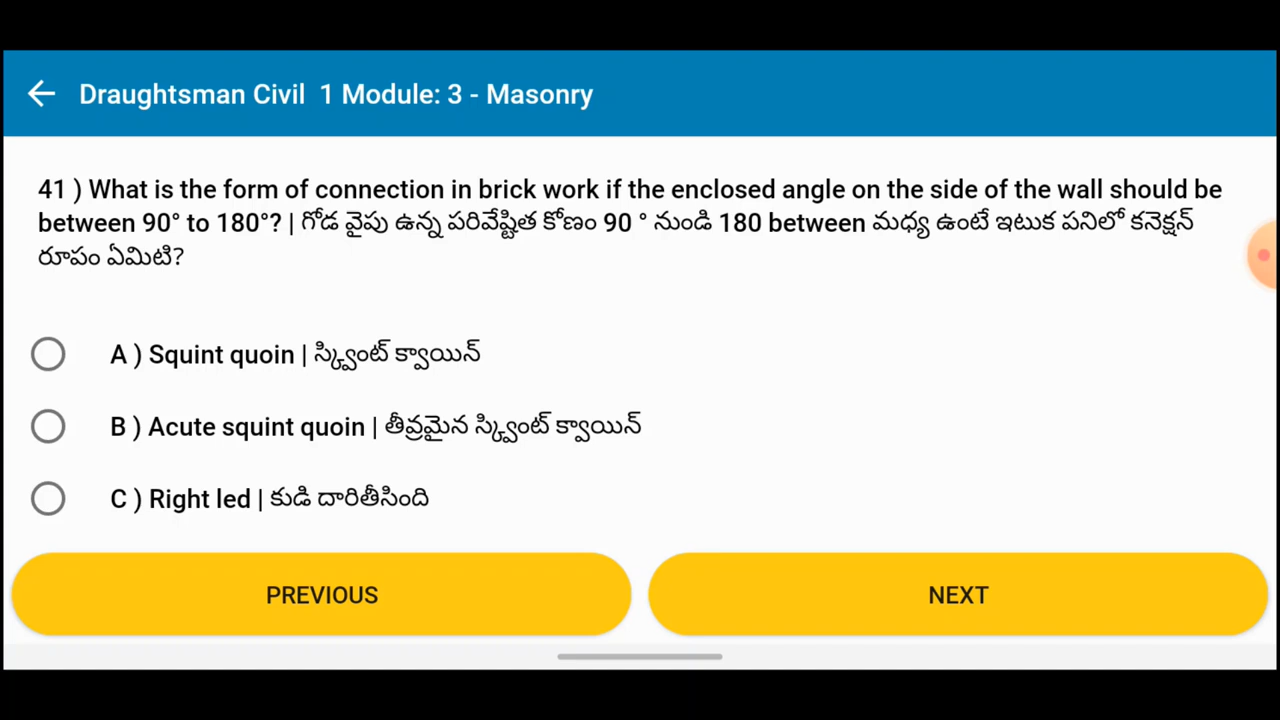 Draughtsman Civil 1 Module: 3 - Masonry
41 ) What is the form of connection in brick work if the enclosed angle on the side of the wall should be
between 90° to 180°? | గోడ వైపు ఉన్న పరివేష్టిత కోణం 90 ° నుండి 180 between మధ్య ఉంటే ఇటుక పనిలో కనెక్షన్
రూపం ఏమిటి?
A ) Squint quoin | స్క్వింట్ క్వాయిన్
B ) Acute squint quoin | తీవ్రమైన స్క్వింట్ క్వాయిన్
C ) Right led | కుడి దారితీసింది
PREVIOUS NEXT